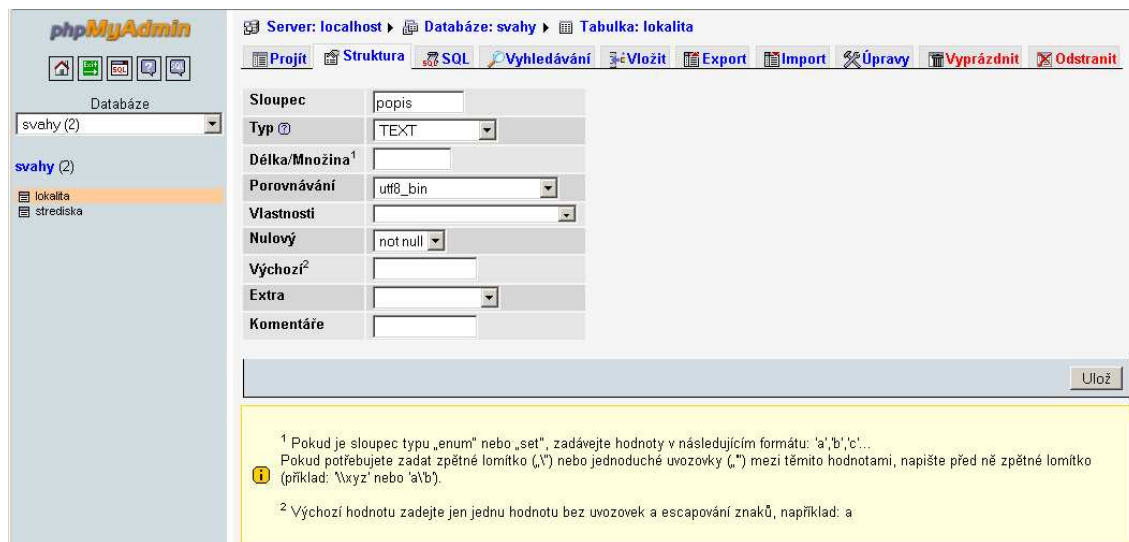 phpMyAdmin
SQL
Databáze
svahy (2)
svahy (2)
lokalita
strediska
Server: localhost ▸ Databáze: svahy ▸ Tabulka: lokalita
Projít Struktura SQL Vyhledávání Vložit Export Import Úpravy Vyprázdnit Odstranit
Sloupec popis
Typ TEXT
Délka/Množina¹
Porovnávání utf8_bin
Vlastnosti
Nulový not null
Výchozí²
Extra
Komentáře
Ulož
¹ Pokud je sloupec typu „enum" nebo „set", zadávejte hodnoty v následujícím formátu: 'a','b','c'...
Pokud potřebujete zadat zpětné lomítko („\") nebo jednoduché uvozovky („'") mezi těmito hodnotami, napište před ně zpětné lomítko
(příklad: '\\xyz' nebo 'a\'b').
² Výchozí hodnotu zadejte jen jednu hodnotu bez uvozovek a escapování znaků, například: a